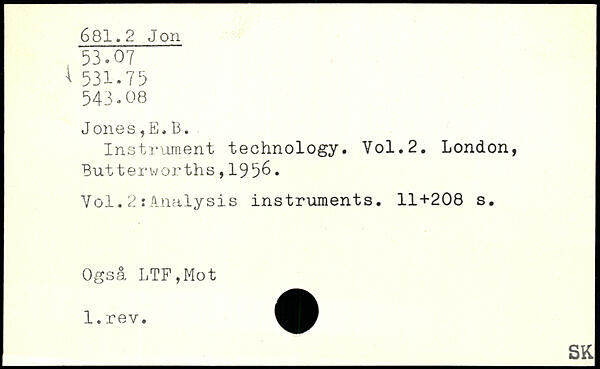 681.2 Jon
53.07
531.75
543.08
Jones,E.B.
Instrument technology. Vol.2. London,
Butterworths,1956.
Vol.2:Analysis instruments. 11+208 s.
Også LTF,Mot
1.rev.
SK